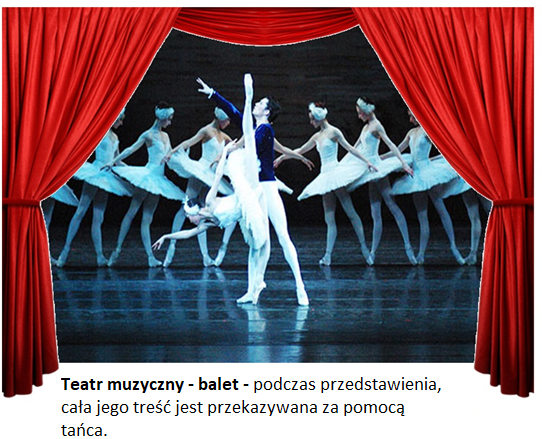 Teatr muzyczny - balet - podczas przedstawienia,
cała jego treść jest przekazywana za pomocą
tańca.